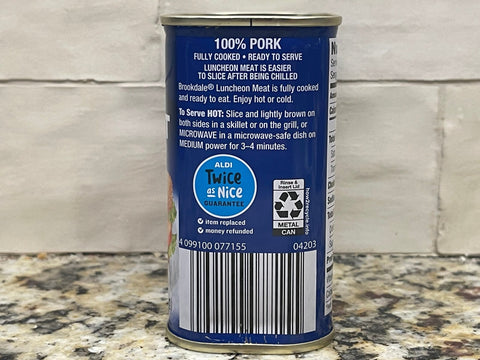 100% PORK
FULLY COOKED • READY TO SERVE
LUNCHEON MEAT IS EASIER
TO SLICE AFTER BEING CHILLED
Brookdale® Luncheon Meat is fully cooked
and ready to eat. Enjoy hot or cold.
To Serve HOT: Slice and lightly brown on
both sides in a skillet or on the grill, or
MICROWAVE in a microwave-safe dish on
MEDIUM power for 3–4 minutes.
ALDI
Twice
as Nice
GUARANTEE
item replaced
money refunded
Rinse &
Insert Lid
METAL
CAN
how2recycle.info
4 099100 077155
04203